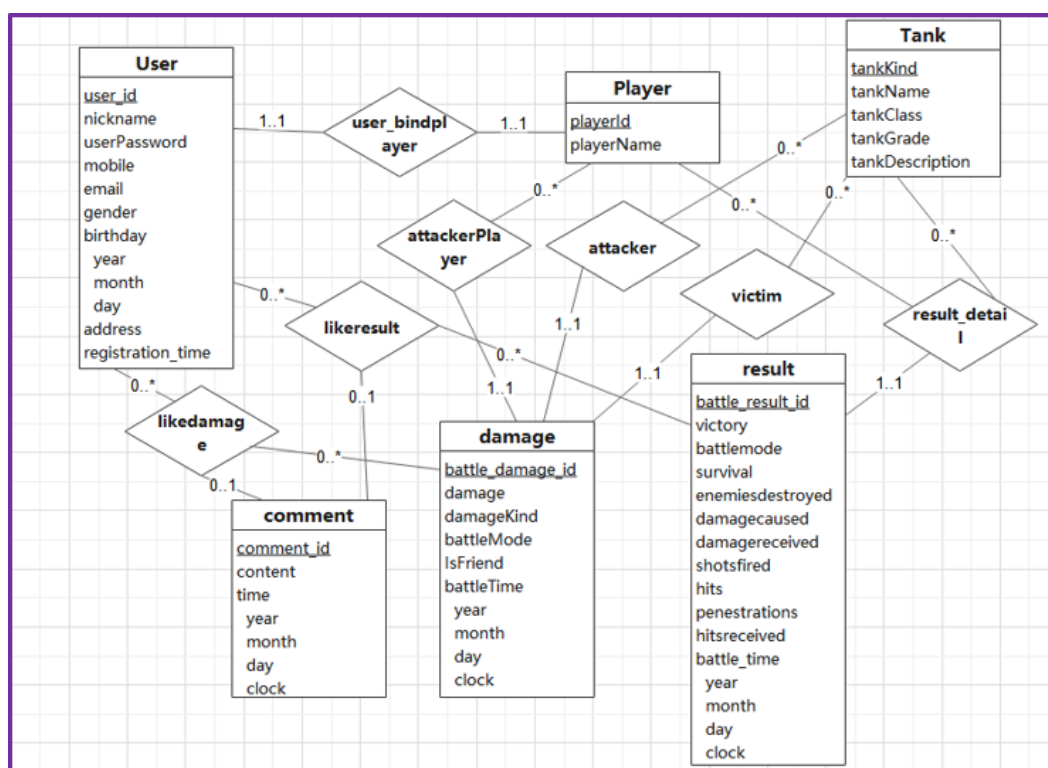 User
user_id
nickname
userPassword
mobile
email
gender
birthday
year
month
day
address
registration_time
1..1
user_bindpl
ayer
1..1
Player
playerId
playerName
Tank
tankKind
tankName
tankClass
tankGrade
tankDescription
0..*
0..*
0..*
0..*
0..*
attackerPla
yer
attacker
victim
result_detai
l
0..*
likeresult
1..1
1..1
1..1
1..1
0..*
0..1
0..*
likedamag
e
0..*
0..1
comment
comment_id
content
time
year
month
day
clock
damage
battle_damage_id
damage
damageKind
battleMode
IsFriend
battleTime
year
month
day
clock
result
battle_result_id
victory
battlemode
survival
enemiesdestroyed
damagecaused
damagereceived
shotsfired
hits
penestrations
hitsreceived
battle_time
year
month
day
clock